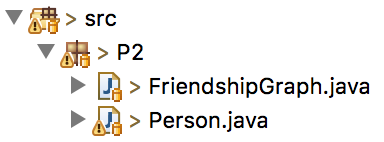 > src
> P2
> FriendshipGraph.java
> Person.java